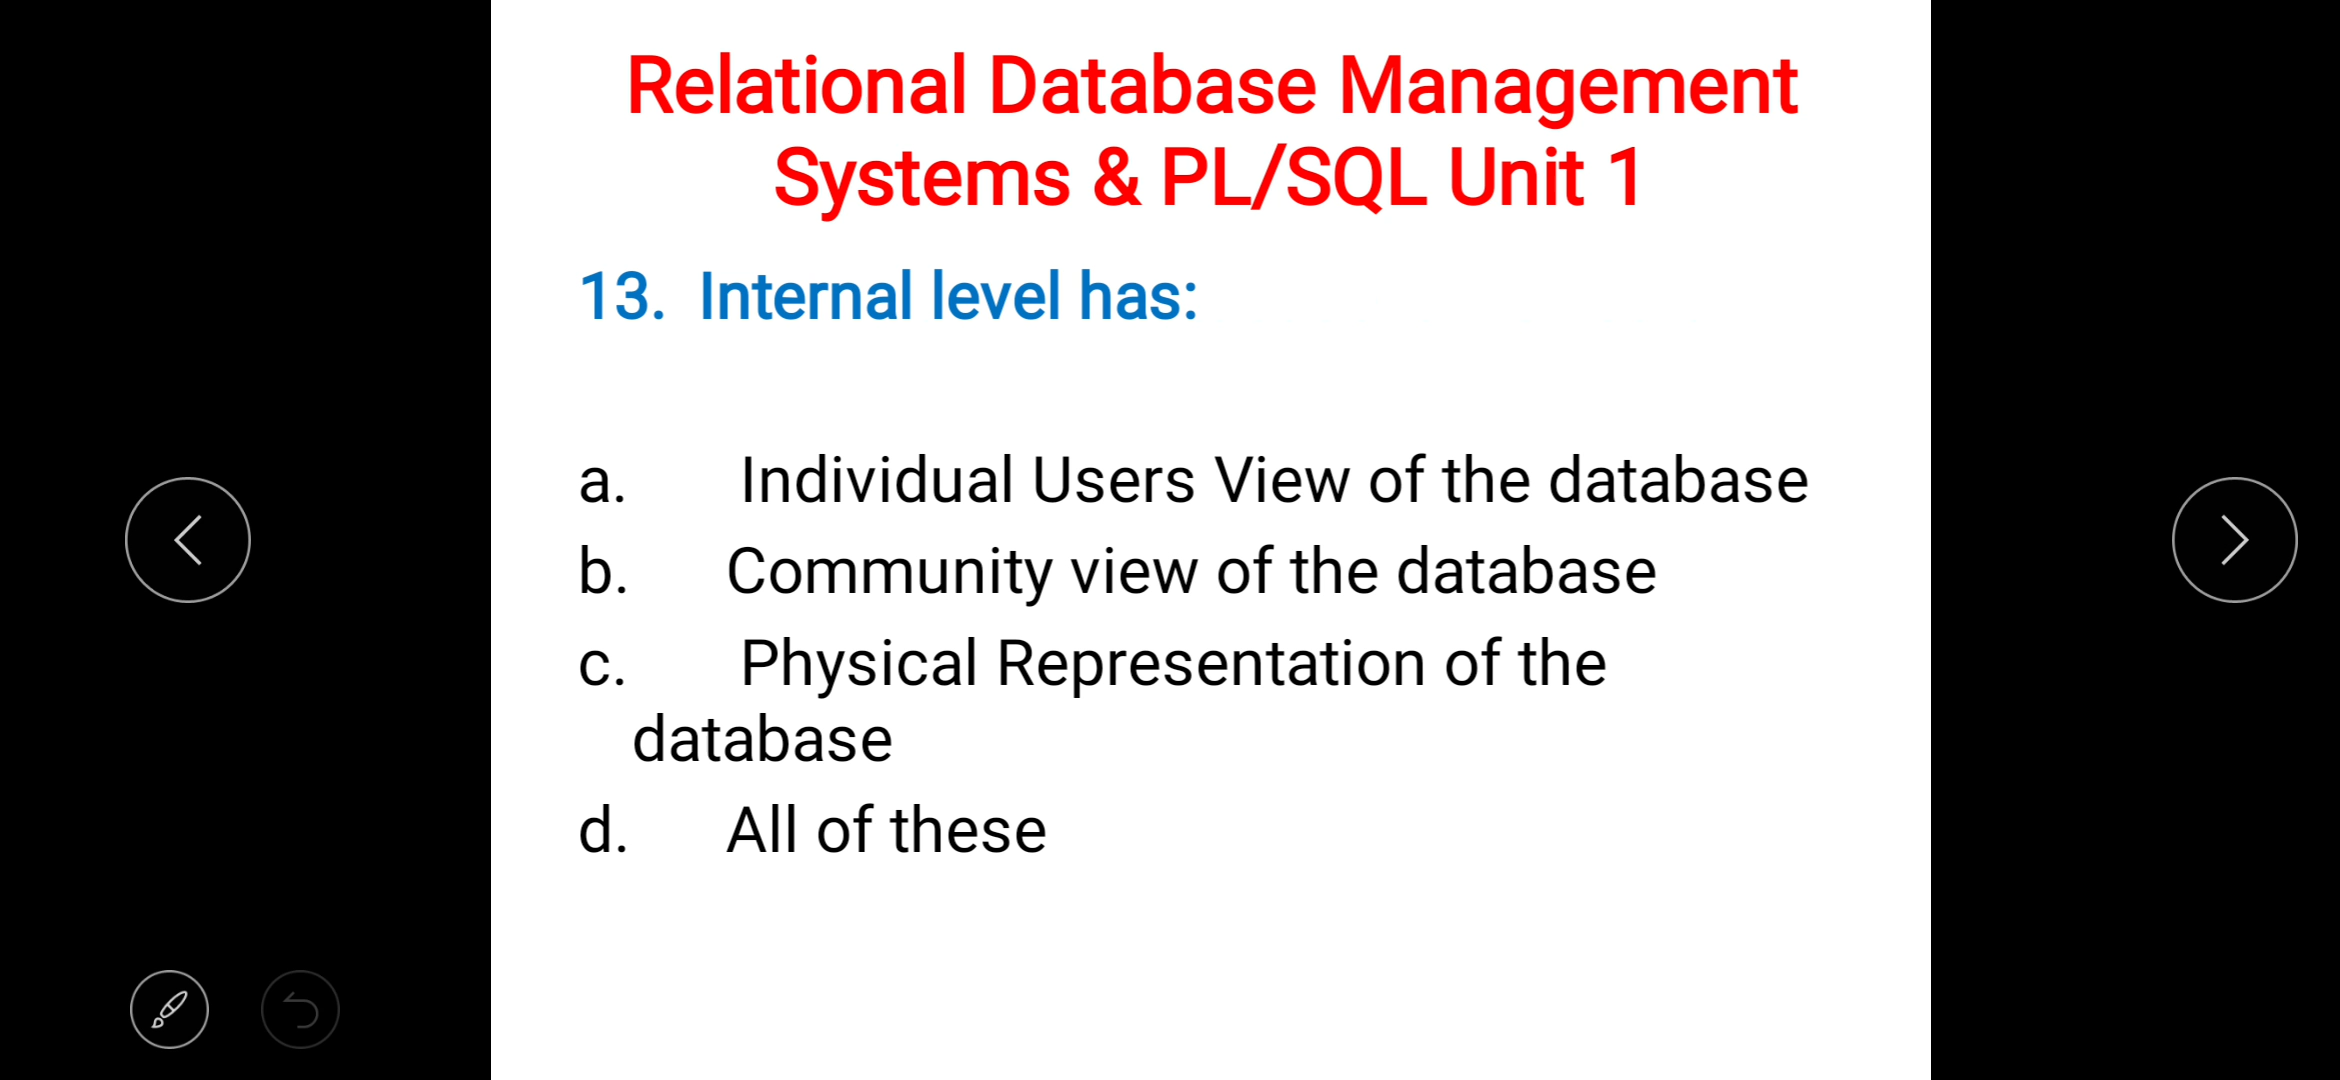 Relational Database Management
Systems & PL/SQL Unit 1
13. Internal level has:
a. Individual Users View of the database
b. Community view of the database
c. Physical Representation of the
database
d. All of these